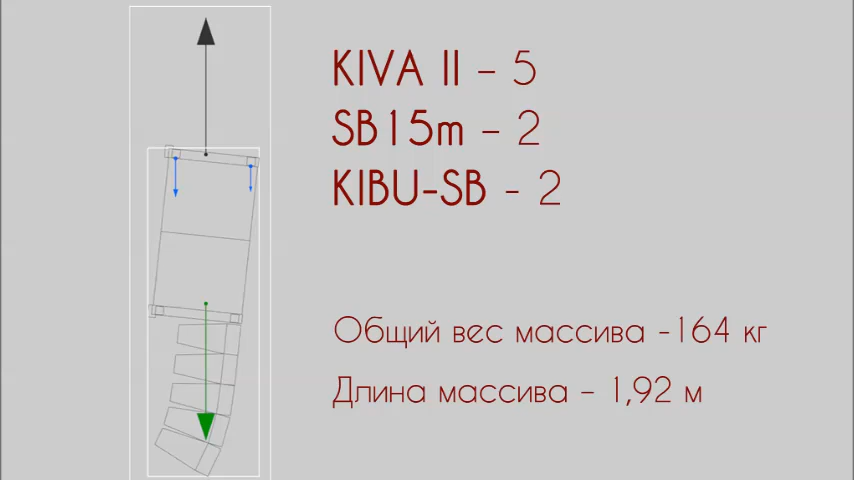 KIVA II – 5
SB15m – 2
KIBU-SB - 2
Общий вес массива -164 кг
Длина массива – 1,92 м